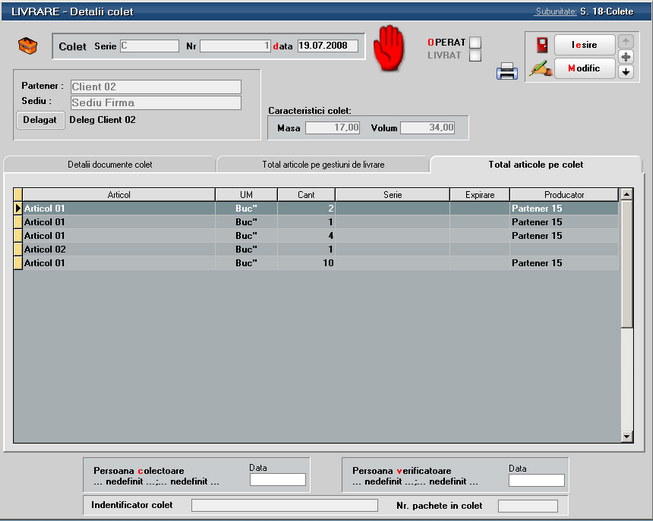 LIVRARE - Detalii colet Subunitate: S. 18-Colete
Colet Serie C Nr 1 data 19.07.2008
OPERAT
LIVRAT
Iesire
Modific
Partener : Client 02
Sediu : Sediu Firma
Delagat Deleg Client 02
Caracteristici colet:
Masa 17,00 Volum 34,00
Detalii documente colet Total articole pe gestiuni de livrare Total articole pe colet
Articol UM Cant Serie Expirare Producator
Articol 01 Buc" 2 Partener 15
Articol 01 Buc" 1 Partener 15
Articol 01 Buc" 4 Partener 15
Articol 02 Buc" 1
Articol 01 Buc" 10 Partener 15
Persoana colectoare Data
... nedefinit ...;... nedefinit ...
Persoana verificatoare Data
... nedefinit ...;... nedefinit ...
Indentificator colet Nr. pachete in colet